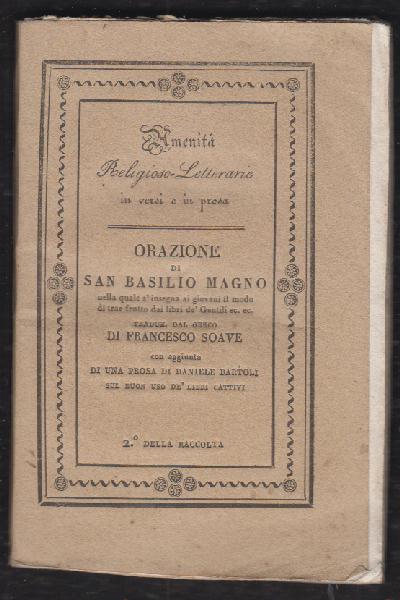 Amenità
Religioso-Letterarie
in versi e in prosa
ORAZIONE
DI
SAN BASILIO MAGNO
nella quale s' insegna ai giovani il modo
di trar frutto dai libri de' Gentili ec. ec.
TRADUZ. DAL GRECO
DI FRANCESCO SOAVE
con aggiunta
DI UNA PROSA DI DANIELE BARTOLI
SUL BUON USO DE' LIBRI CATTIVI
2.° DELLA RACCOLTA